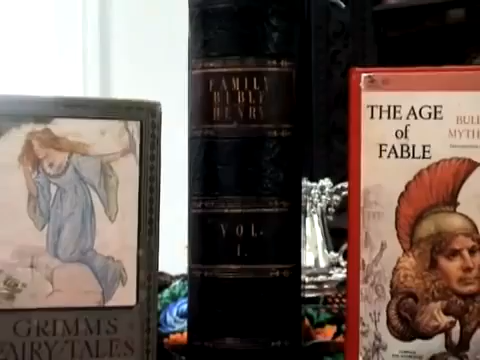 GRIMM'S
FAIRY TALES
FAMILY
BIBLE
HENRY
VOL.
I.
THE AGE
of
FABLE
BUL
MYTH